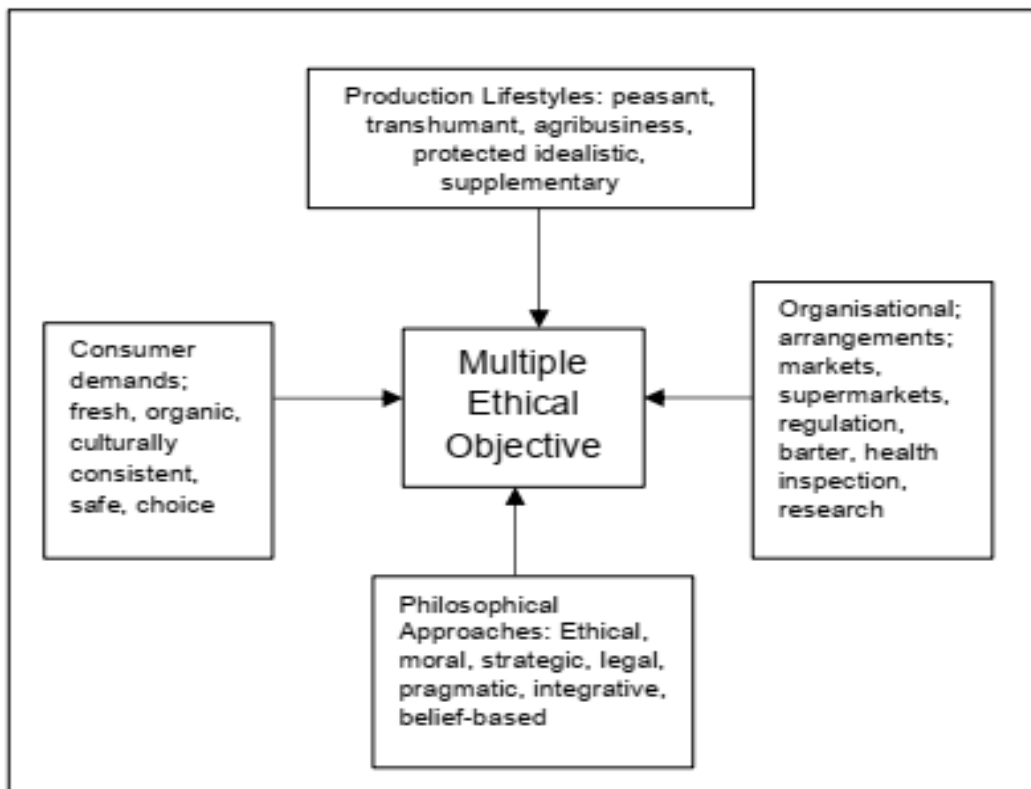 Production Lifestyles: peasant,
transhumant, agribusiness,
protected idealistic,
supplementary
Consumer
demands;
fresh, organic,
culturally
consistent,
safe, choice
Multiple
Ethical
Objective
Organisational;
arrangements;
markets,
supermarkets,
regulation,
barter, health
inspection,
research
Philosophical
Approaches: Ethical,
moral, strategic, legal,
pragmatic, integrative,
belief-based